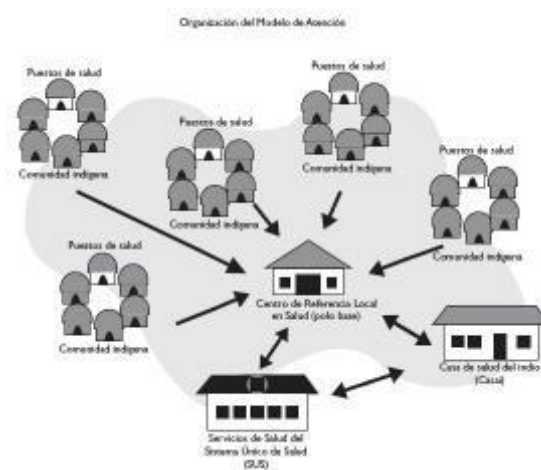 Organización del Modelo de Atención
Puestos de salud
Comunidad indígena
Puestos de salud
Comunidad indígena
Puestos de salud
Comunidad indígena
Puestos de salud
Comunidad indígena
Puestos de salud
Comunidad indígena
Centro de Referencia Local
en Salud (polo base)
Casa de salud del indio
(Casai)
Servicios de Salud del
Sistema Único de Salud
(SUS)